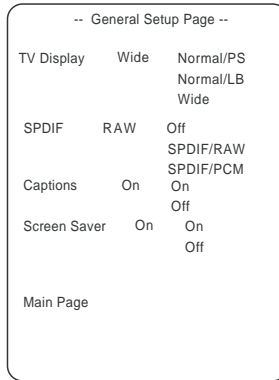 -- General Setup Page --
TV Display Wide Normal/PS
Normal/LB
Wide
SPDIF RAW Off
SPDIF/RAW
SPDIF/PCM
Captions On On
Off
Screen Saver On On
Off
Main Page